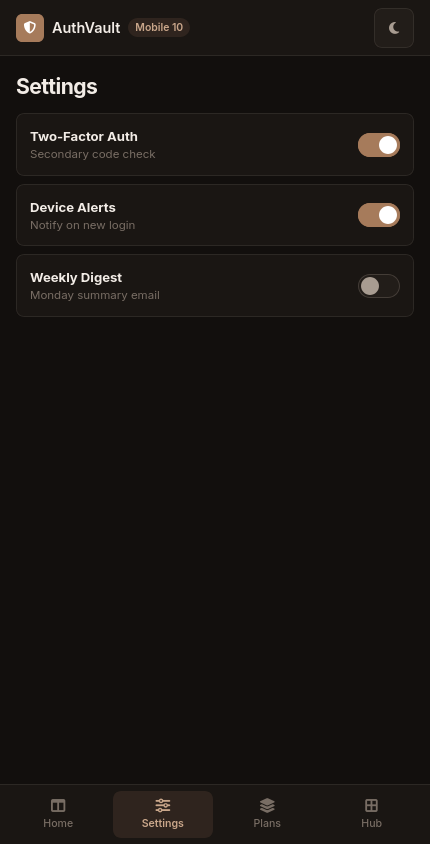 AuthVault Mobile 10
Settings
Two-Factor Auth
Secondary code check
Device Alerts
Notify on new login
Weekly Digest
Monday summary email
Home Settings Plans Hub